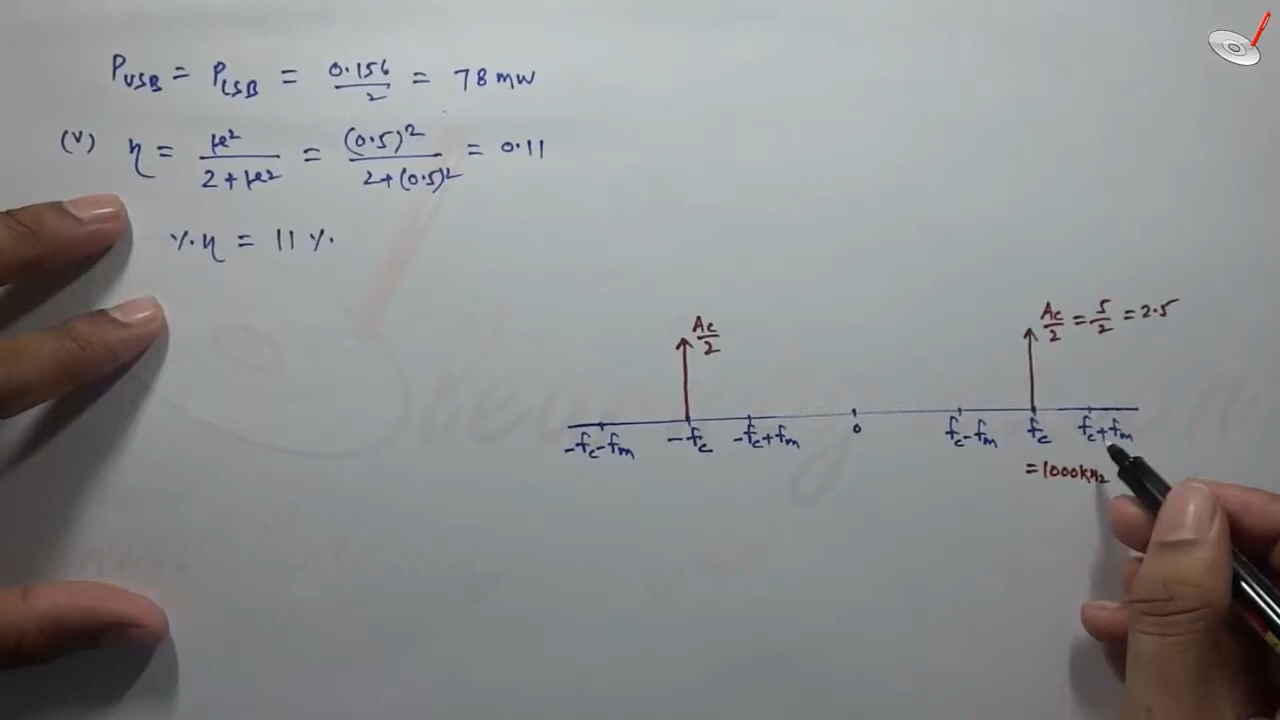 P_USB = P_LSB = 0.156/2 = 78 mW
(V) η = μ²/(2+μ²) = (0.5)²/(2+(0.5)²) = 0.11
%η = 11 %
Ac/2
Ac/2 = 5/2 = 2.5
-fc-fm -fc -fc+fm 0 fc-fm fc fc+fm
= 1000KHz